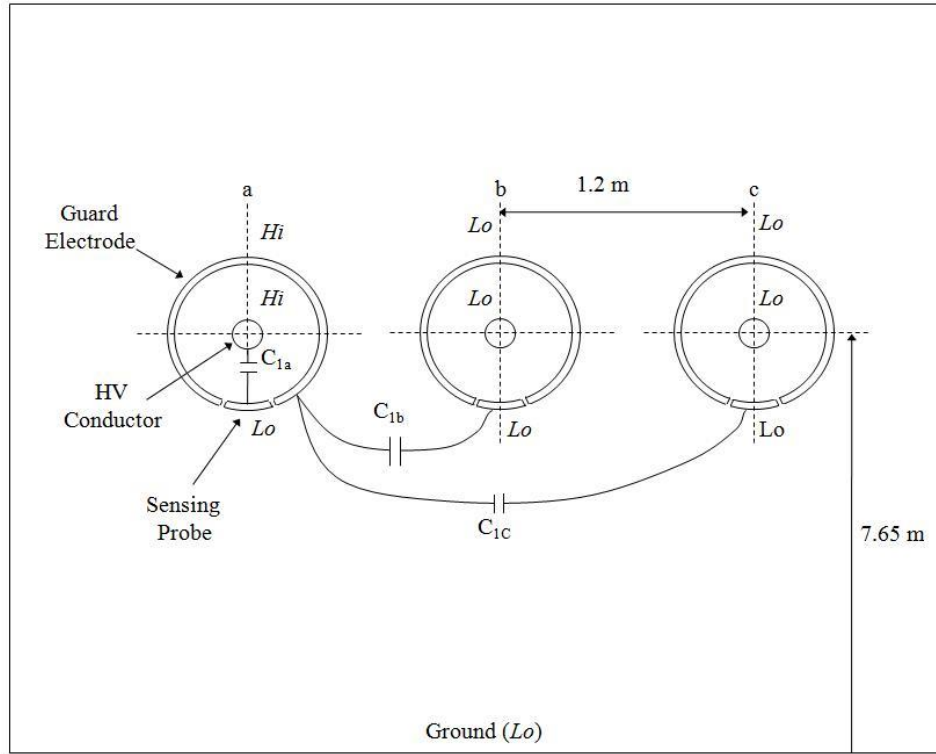 a
b
1.2 m
c
Guard
Electrode
Hi
Lo
Lo
Hi
Lo
Lo
C1a
HV
Conductor
C1b
Lo
Lo
Lo
Sensing
Probe
C1C
7.65 m
Ground (Lo)